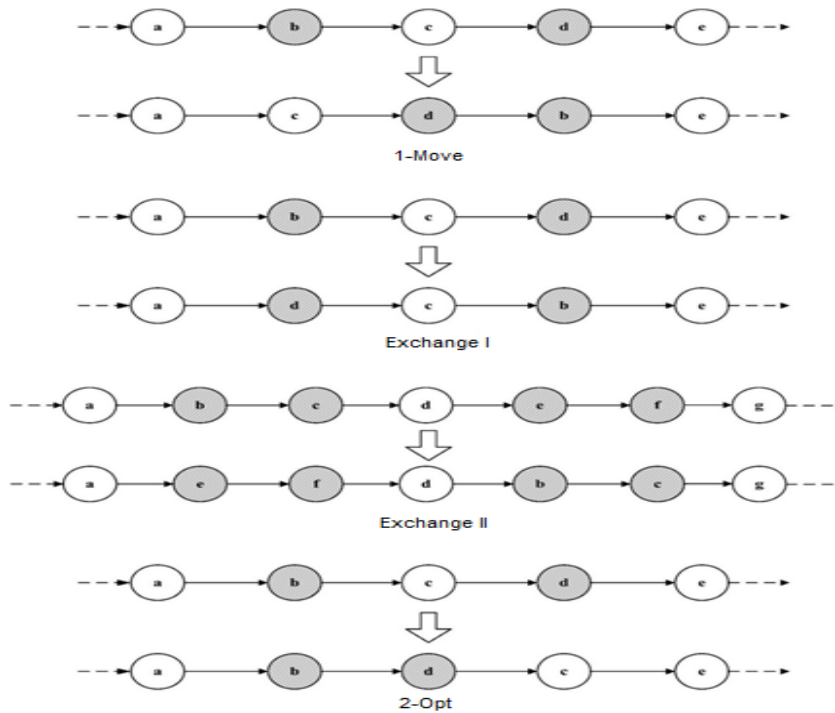 a b c d e
a c d b e
1-Move
a b c d e
a d c b e
Exchange I
a b c d e f g
a e f d b c g
Exchange II
a b c d e
a b d c e
2-Opt